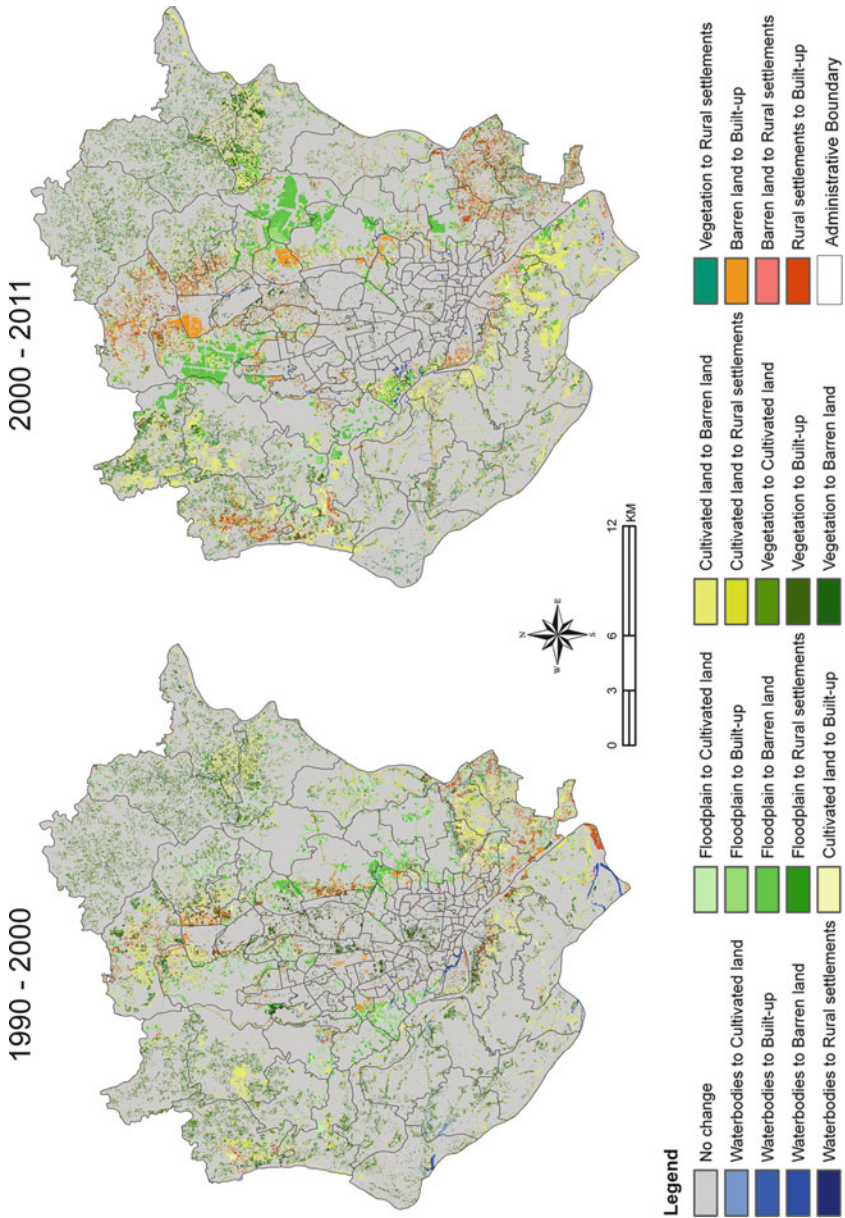 1990 - 2000
2000 - 2011
N
W
E
S
0
3
6
12
KM
Legend
No change
Waterbodies to Cultivated land
Waterbodies to Built-up
Waterbodies to Barren land
Waterbodies to Rural settlements
Floodplain to Cultivated land
Floodplain to Built-up
Floodplain to Barren land
Floodplain to Rural settlements
Cultivated land to Built-up
Cultivated land to Barren land
Cultivated land to Rural settlements
Vegetation to Cultivated land
Vegetation to Built-up
Vegetation to Barren land
Vegetation to Rural settlements
Barren land to Built-up
Barren land to Rural settlements
Rural settlements to Built-up
Administrative Boundary